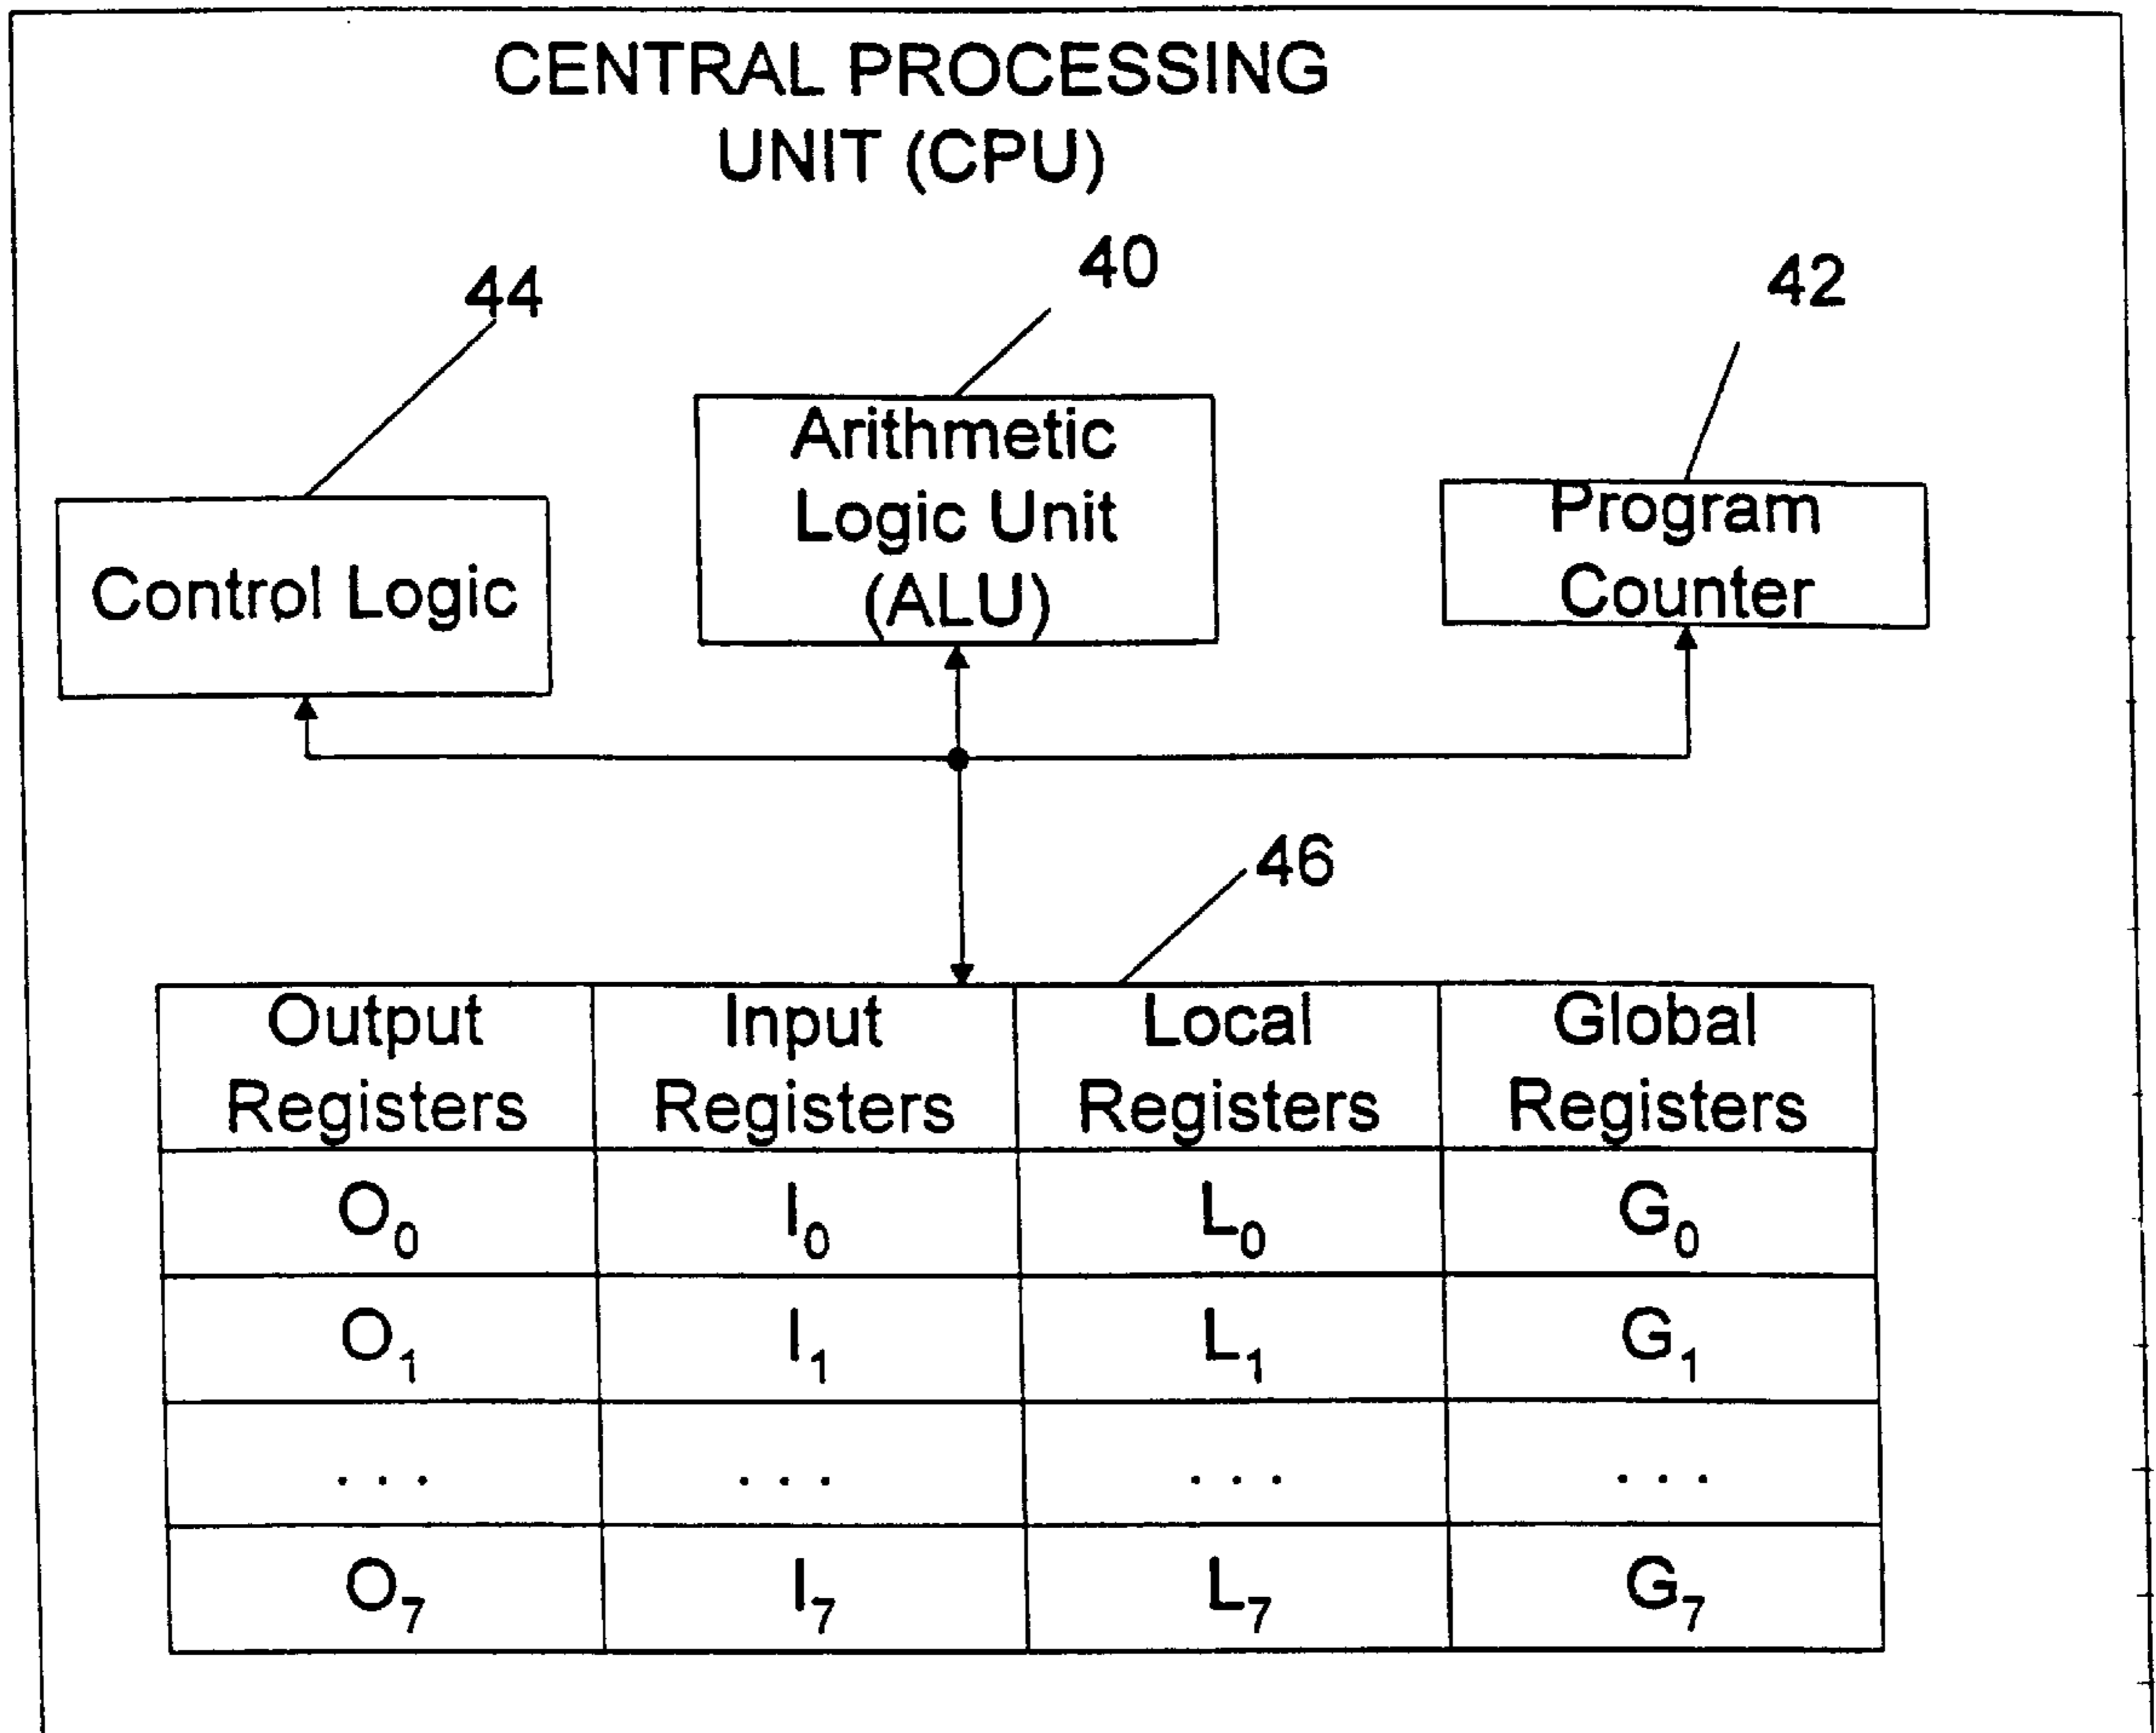 CENTRAL PROCESSING
UNIT (CPU)
44
40
42
Control Logic
Arithmetic
Logic Unit
(ALU)
Program
Counter
46
Output Registers Input Registers Local Registers Global Registers
O₀ I₀ L₀ G₀
O₁ I₁ L₁ G₁
... ... ... ...
O₇ I₇ L₇ G₇